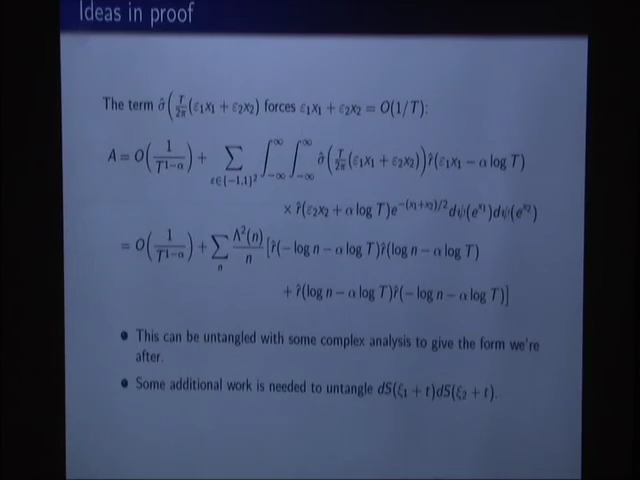 Ideas in proof
The term σ̂(T/2π(ε₁x₁ + ε₂x₂) forces ε₁x₁ + ε₂x₂ = O(1/T):
A = O(1/T^{1−α}) + ∑_{ε∈{−1,1}²} ∫_{−∞}^{∞} ∫_{−∞}^{∞} σ̂(T/2π(ε₁x₁ + ε₂x₂)) r̂(ε₁x₁ − α log T)
× r̂(ε₂x₂ + α log T)e^{−(x₁+x₂)/2} dψ(e^{x₁})dψ(e^{x₂})
= O(1/T^{1−α}) + ∑_n Λ²(n)/n [r̂(− log n − α log T)r̂(log n − α log T)
+ r̂(log n − α log T)r̂(− log n − α log T)]
• This can be untangled with some complex analysis to give the form we're
after.
• Some additional work is needed to untangle dS(ξ₁ + t)dS(ξ₂ + t).